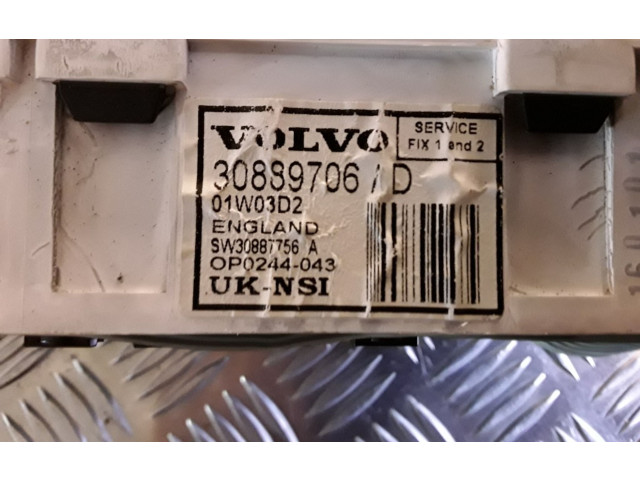 VOLVO
SERVICE
FIX 1 and 2
30889706 / D
01W03D2
ENGLAND
SW30887756 A
OP0244-043
UK-NSI